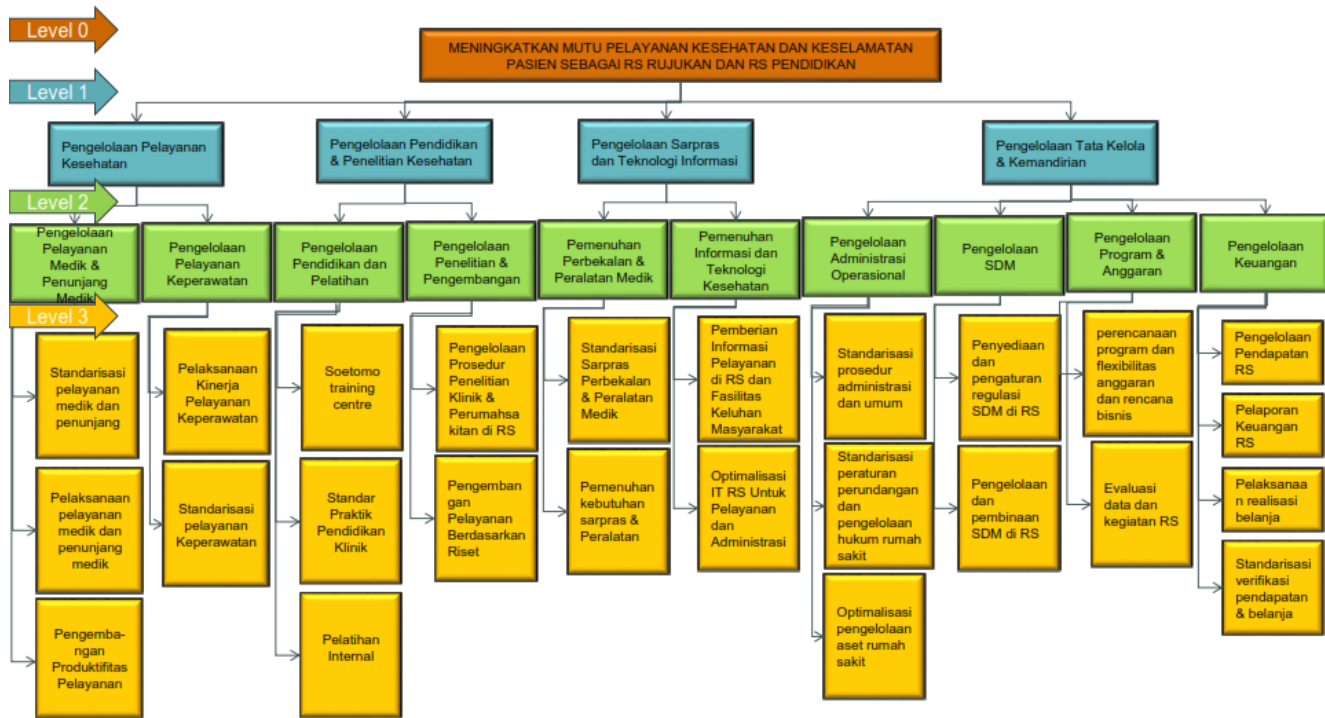 Level 0
MENINGKATKAN MUTU PELAYANAN KESEHATAN DAN KESELAMATAN
PASIEN SEBAGAI RS RUJUKAN DAN RS PENDIDIKAN
Level 1
Pengelolaan Pelayanan
Kesehatan
Pengelolaan Pendidikan
& Penelitian Kesehatan
Pengelolaan Sarpras
dan Teknologi Informasi
Pengelolaan Tata Kelola
& Kemandirian
Level 2
Pengelolaan
Pelayanan
Medik &
Penunjang
Medik
Pengelolaan
Pelayanan
Keperawatan
Pengelolaan
Pendidikan dan
Pelatihan
Pengelolaan
Penelitian &
Pengembangan
Pemenuhan
Perbekalan &
Peralatan Medik
Pemenuhan
Informasi dan
Teknologi
Kesehatan
Pengelolaan
Administrasi
Operasional
Pengelolaan
SDM
Pengelolaan
Program &
Anggaran
Pengelolaan
Keuangan
Level 3
Standarisasi
pelayanan
medik dan
penunjang
Pelaksanaan
Kinerja
Pelayanan
Keperawatan
Soetomo
training
centre
Pengelolaan
Prosedur
Penelitian
Klinik &
Perumahsa
kitan di RS
Standarisasi
Sarpras
Perbekalan
& Peralatan
Medik
Pemberian
Informasi
Pelayanan
di RS dan
Fasilitas
Keluhan
Masyarakat
Standarisasi
prosedur
administrasi
dan umum
Penyediaan
dan
pengaturan
regulasi
SDM di RS
perencanaan
program dan
flexibilitas
anggaran
dan rencana
bisnis
Pengelolaan
Pendapatan
RS
Pelaporan
Keuangan
RS
Pelaksanaan
pelayanan
medik dan
penunjang
medik
Standarisasi
pelayanan
Keperawatan
Standar
Praktik
Pendidikan
Klinik
Pengemban
gan
Pelayanan
Berdasarkan
Riset
Pemenuhan
kebutuhan
sarpras &
Peralatan
Optimalisasi
IT RS Untuk
Pelayanan
dan
Administrasi
Standarisasi
peraturan
perundangan
dan
pengelolaan
hukum rumah
sakit
Pengelolaan
dan
pembinaan
SDM di RS
Evaluasi
data dan
kegiatan RS
Pelaksanaa
n realisasi
belanja
Standarisasi
verifikasi
pendapatan
& belanja
Pengemba-
ngan
Produktifitas
Pelayanan
Pelatihan
Internal
Optimalisasi
pengelolaan
aset rumah
sakit